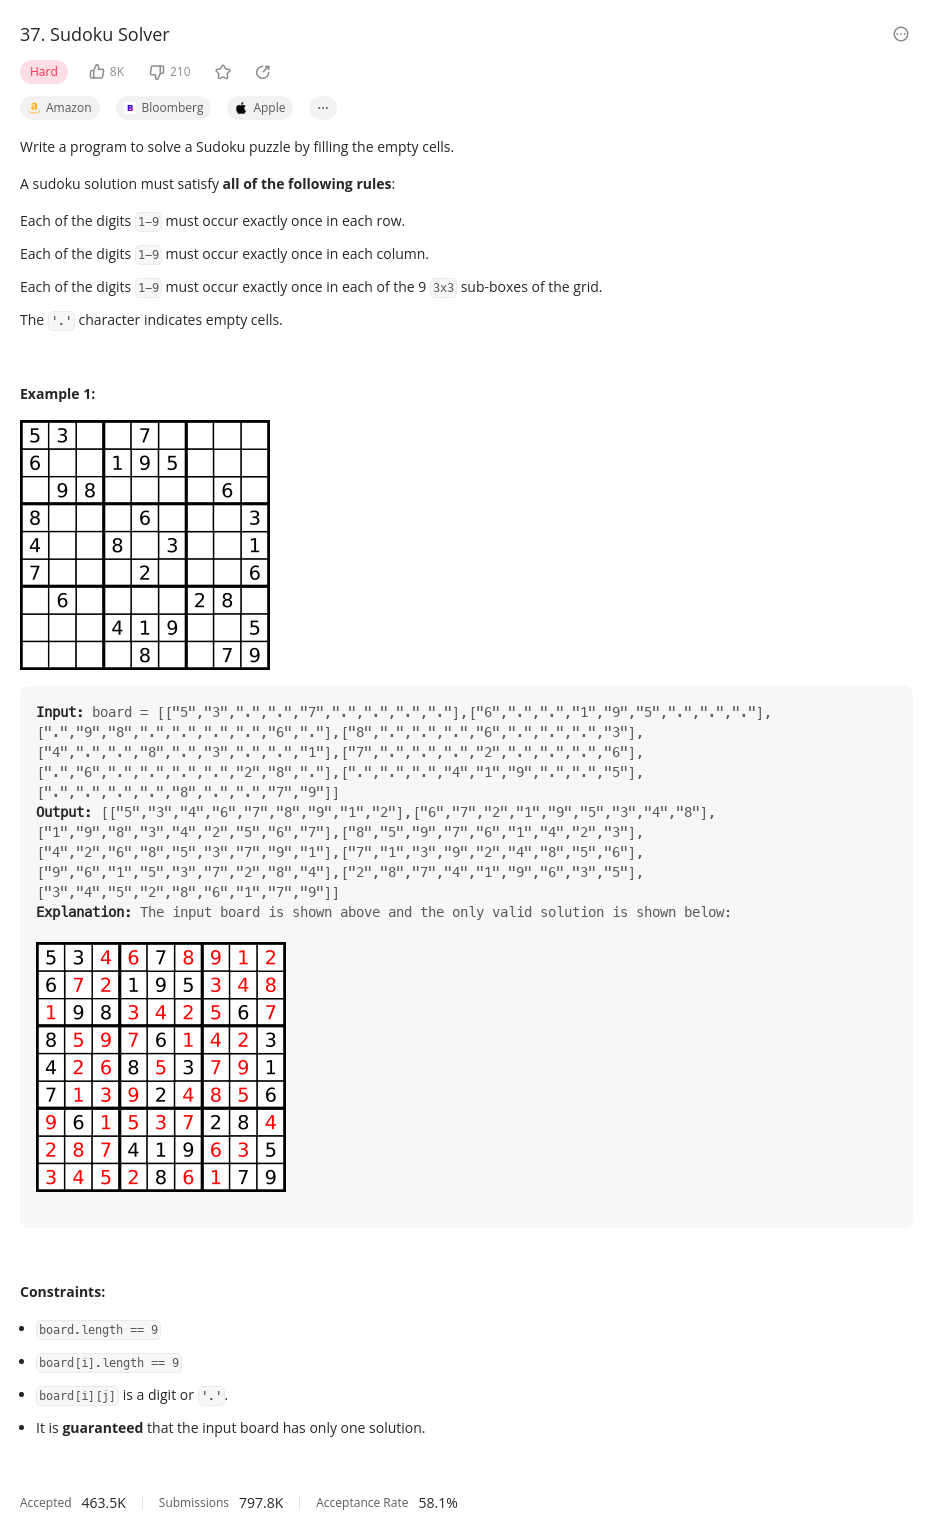 37. Sudoku Solver
Hard 8K 210
Amazon Bloomberg Apple ...
Write a program to solve a Sudoku puzzle by filling the empty cells.
A sudoku solution must satisfy all of the following rules:
Each of the digits 1-9 must occur exactly once in each row.
Each of the digits 1-9 must occur exactly once in each column.
Each of the digits 1-9 must occur exactly once in each of the 9 3x3 sub-boxes of the grid.
The '.' character indicates empty cells.
Example 1:
5 3 7
6 1 9 5
9 8 6
8 6 3
4 8 3 1
7 2 6
6 2 8
4 1 9 5
8 7 9
Input: board = [["5","3",".",".","7",".",".",".","."],["6",".",".","1","9","5",".",".","."],
[".","9","8",".",".",".",".","6","."],["8",".",".",".","6",".",".",".","3"],
["4",".",".","8",".","3",".",".","1"],["7",".",".",".","2",".",".",".","6"],
[".","6",".",".",".",".","2","8","."],[".",".",".","4","1","9",".",".","5"],
[".",".",".",".","8",".",".","7","9"]]
Output: [["5","3","4","6","7","8","9","1","2"],["6","7","2","1","9","5","3","4","8"],
["1","9","8","3","4","2","5","6","7"],["8","5","9","7","6","1","4","2","3"],
["4","2","6","8","5","3","7","9","1"],["7","1","3","9","2","4","8","5","6"],
["9","6","1","5","3","7","2","8","4"],["2","8","7","4","1","9","6","3","5"],
["3","4","5","2","8","6","1","7","9"]]
Explanation: The input board is shown above and the only valid solution is shown below:
5 3 4 6 7 8 9 1 2
6 7 2 1 9 5 3 4 8
1 9 8 3 4 2 5 6 7
8 5 9 7 6 1 4 2 3
4 2 6 8 5 3 7 9 1
7 1 3 9 2 4 8 5 6
9 6 1 5 3 7 2 8 4
2 8 7 4 1 9 6 3 5
3 4 5 2 8 6 1 7 9
Constraints:
• board.length == 9
• board[i].length == 9
• board[i][j] is a digit or '.'.
• It is guaranteed that the input board has only one solution.
Accepted 463.5K Submissions 797.8K Acceptance Rate 58.1%